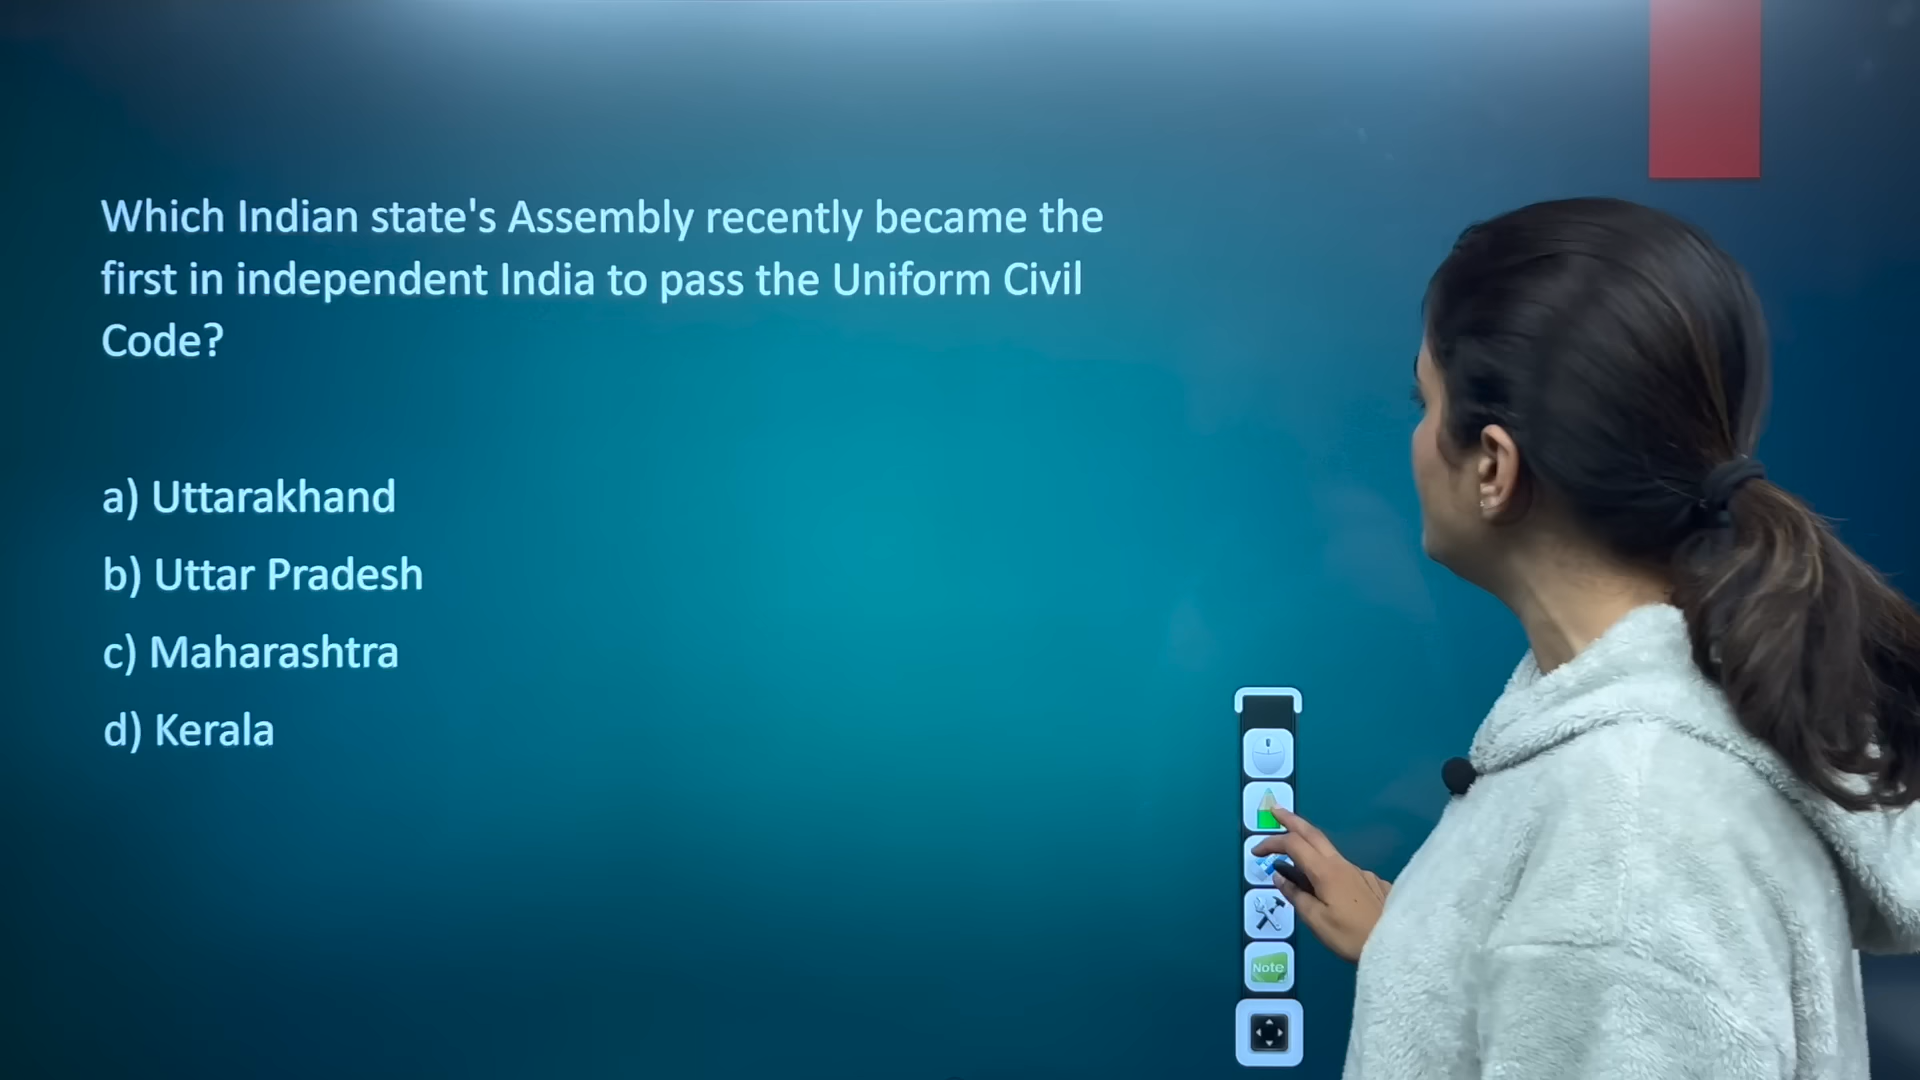 Which Indian state's Assembly recently became the
first in independent India to pass the Uniform Civil
Code?
a) Uttarakhand
b) Uttar Pradesh
c) Maharashtra
d) Kerala
Note